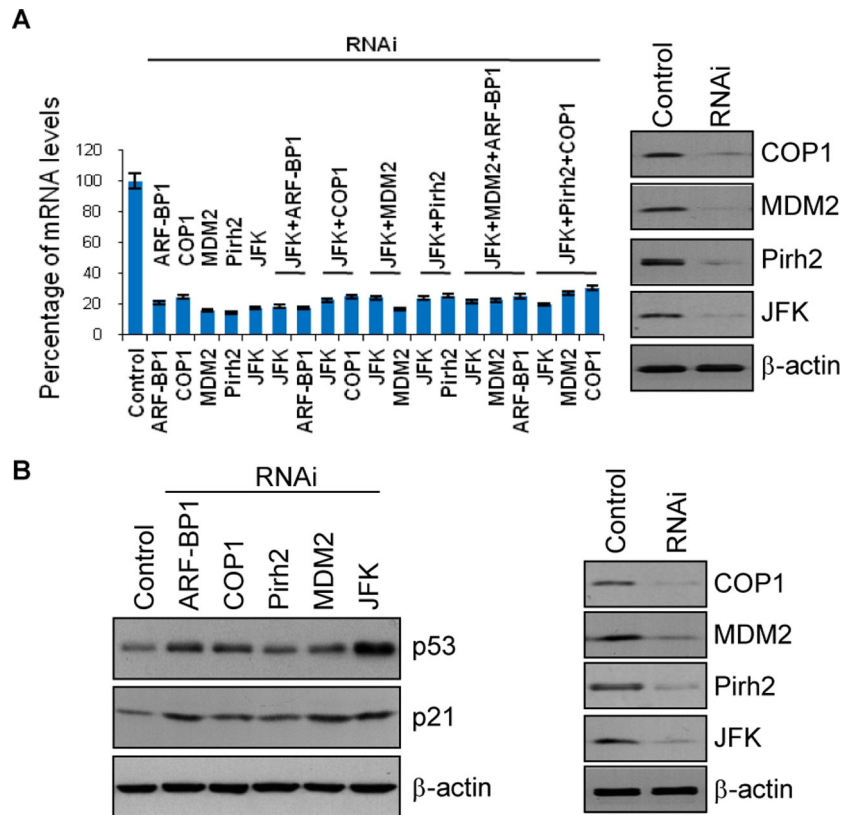 A
RNAi
Percentage of mRNA levels
120
100
80
60
40
20
0
ARF-BP1
COP1
MDM2
Pirh2
JFK
JFK+ARF-BP1
JFK+COP1
JFK+MDM2
JFK+Pirh2
JFK+MDM2+ARF-BP1
JFK+Pirh2+COP1
Control
ARF-BP1
COP1
MDM2
Pirh2
JFK
JFK
ARF-BP1
JFK
COP1
JFK
MDM2
JFK
Pirh2
JFK
MDM2
ARF-BP1
JFK
MDM2
COP1
Control
RNAi
COP1
MDM2
Pirh2
JFK
β-actin
B
RNAi
Control
ARF-BP1
COP1
Pirh2
MDM2
JFK
p53
p21
β-actin
Control
RNAi
COP1
MDM2
Pirh2
JFK
β-actin